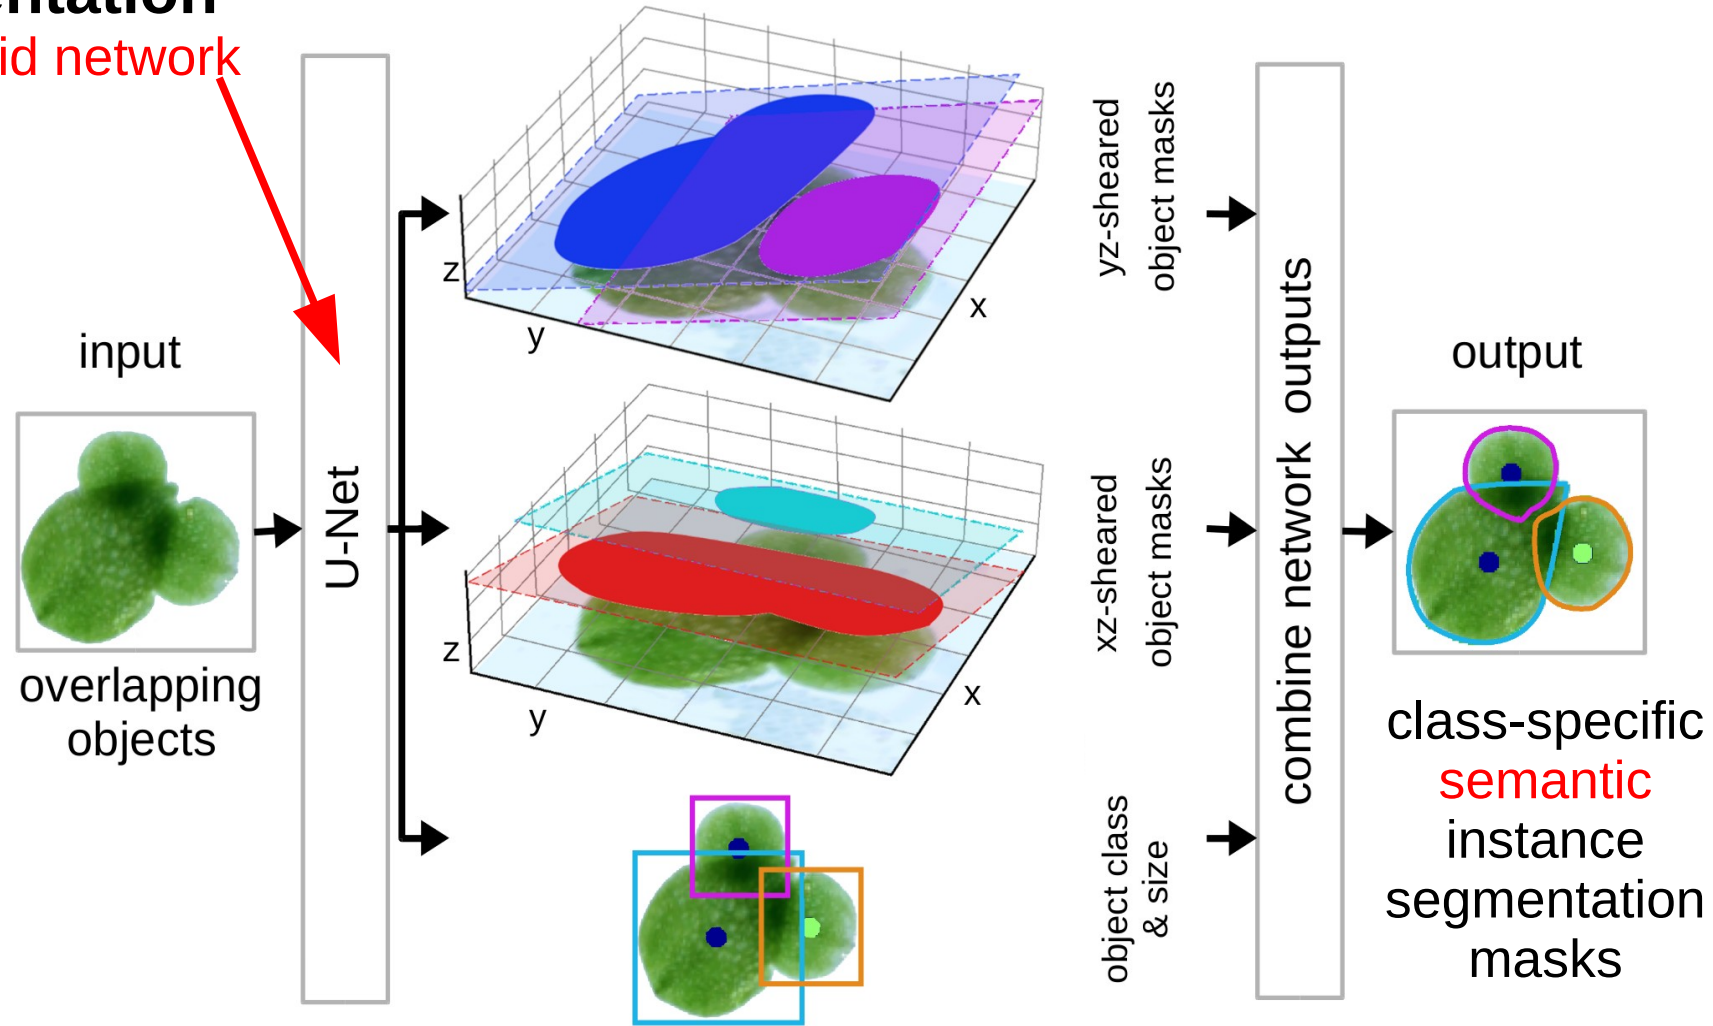 entation
id network
input
overlapping
objects
U-Net
z
y
x
yz-sheared
object masks
z
y
x
xz-sheared
object masks
object class
& size
combine network outputs
output
class-specific
semantic
instance
segmentation
masks